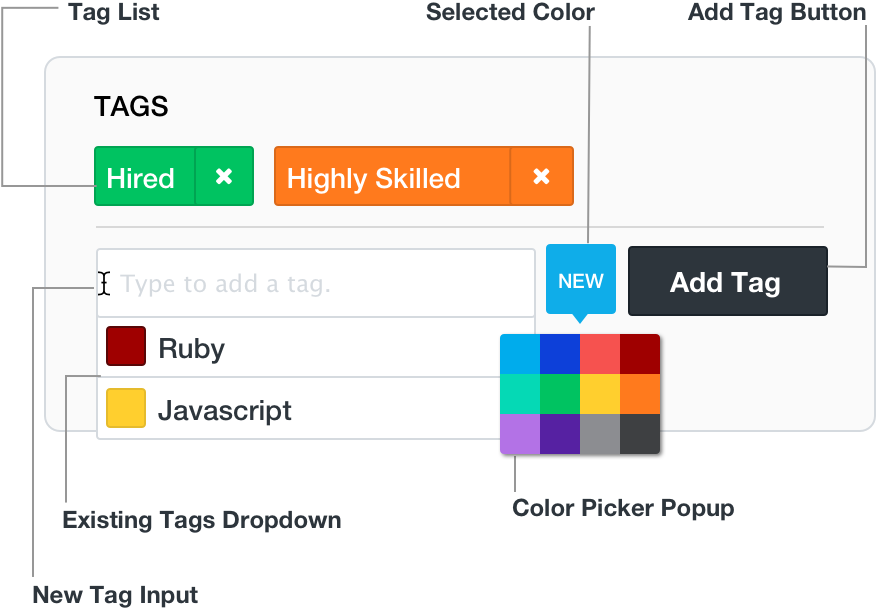 Tag List
Selected Color
Add Tag Button
TAGS
Hired
Highly Skilled
Type to add a tag.
NEW
Add Tag
Ruby
Javascript
Color Picker Popup
Existing Tags Dropdown
New Tag Input